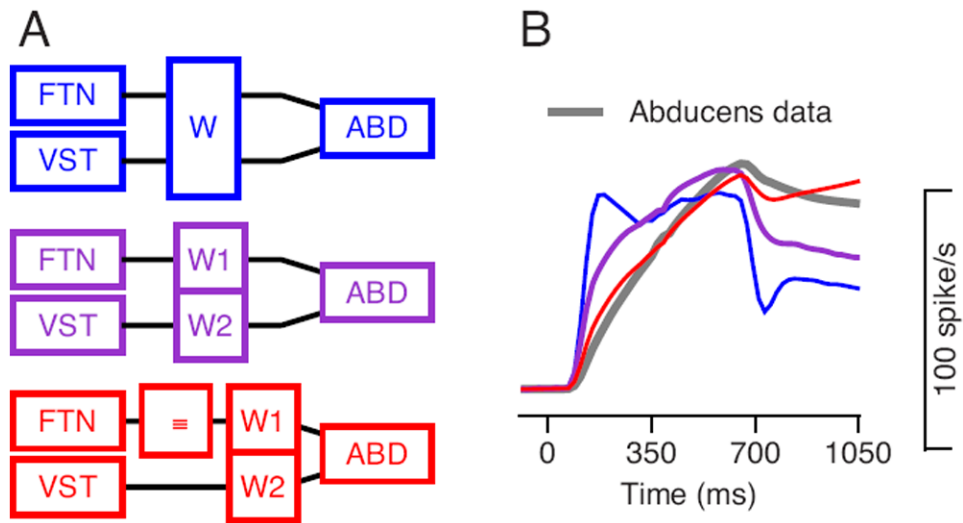 A
FTN
VST
W
ABD
FTN
VST
W1
W2
ABD
FTN
VST
≡
W1
W2
ABD
B
Abducens data
100 spike/s
0 350 700 1050
Time (ms)